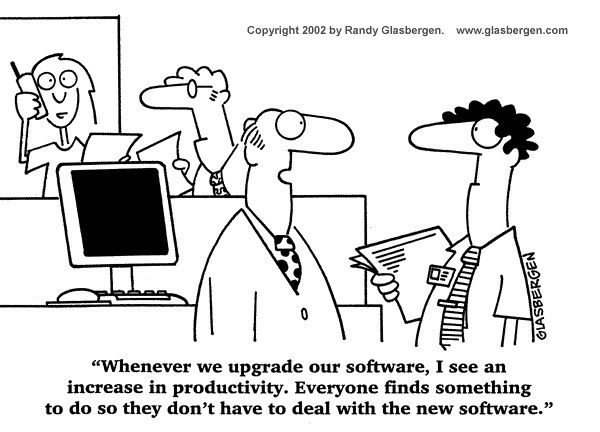 Copyright 2002 by Randy Glasbergen. www.glasbergen.com
GLASBERGEN
“Whenever we upgrade our software, I see an
increase in productivity. Everyone finds something
to do so they don’t have to deal with the new software.”